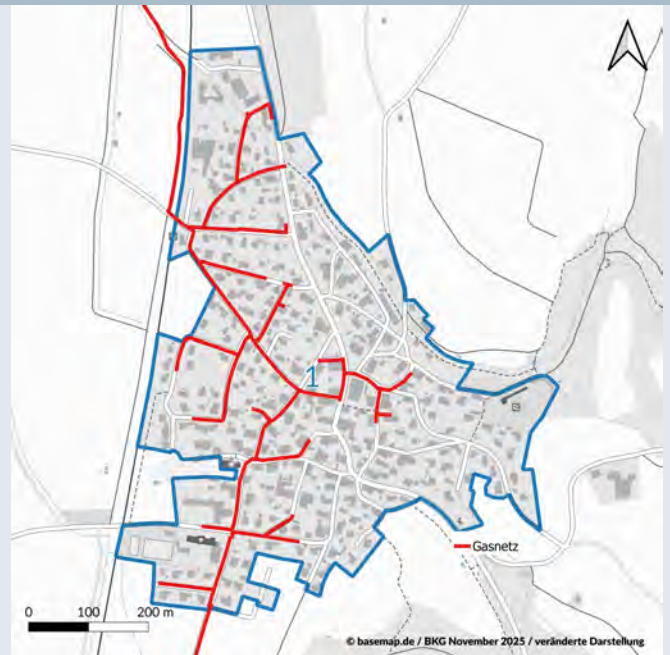 1
Gasnetz
0 100 200 m
© basemap.de / BKG November 2025 / veränderte Darstellung